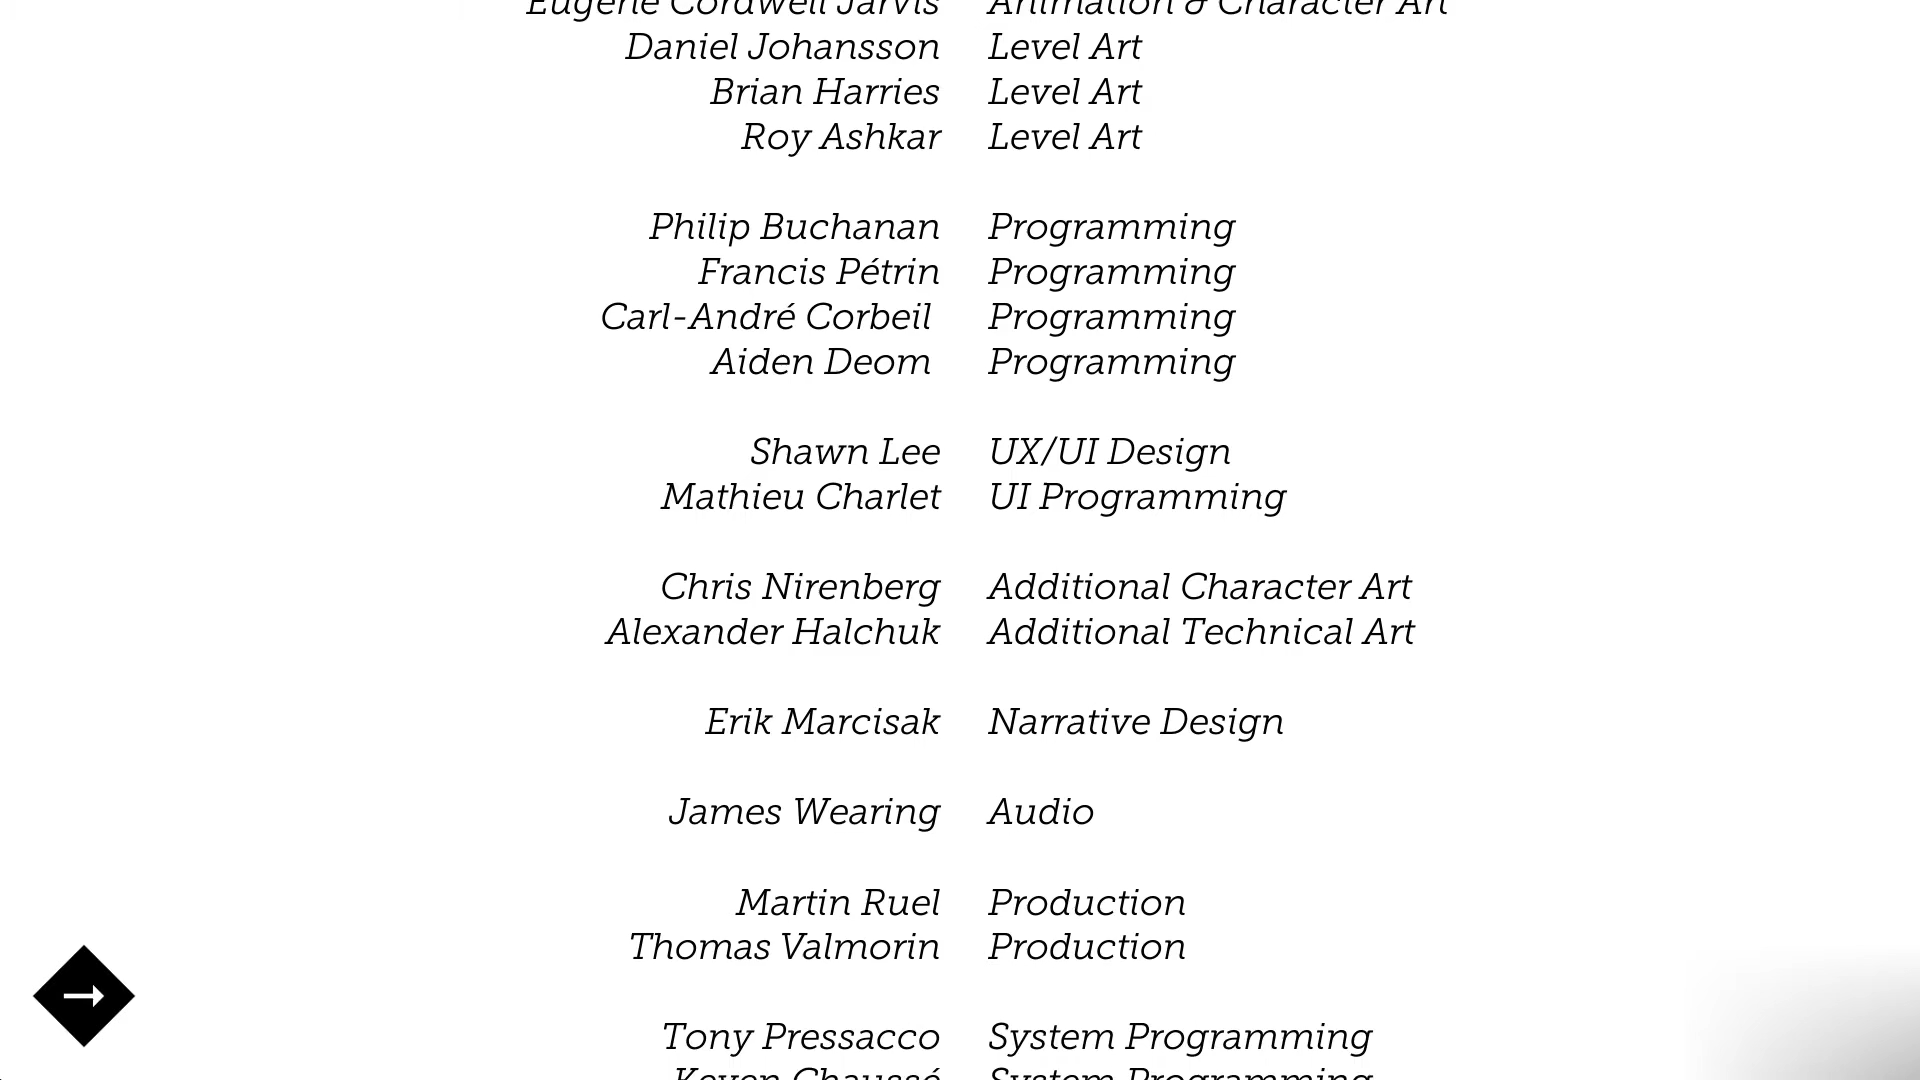 Eugene Cordwell Jarvis Animation & Character Art
Daniel Johansson Level Art
Brian Harries Level Art
Roy Ashkar Level Art
Philip Buchanan Programming
Francis Pétrin Programming
Carl-André Corbeil Programming
Aiden Deom Programming
Shawn Lee UX/UI Design
Mathieu Charlet UI Programming
Chris Nirenberg Additional Character Art
Alexander Halchuk Additional Technical Art
Erik Marcisak Narrative Design
James Wearing Audio
Martin Ruel Production
Thomas Valmorin Production
Tony Pressacco System Programming
Keven Chaussé System Programming